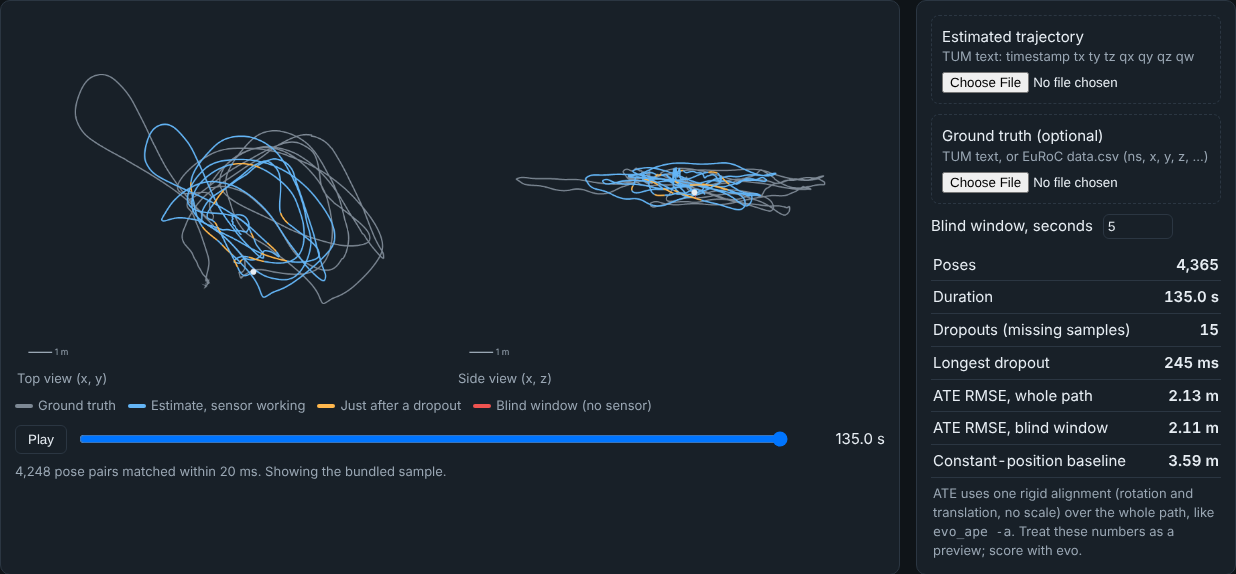 1 m
1 m
Top view (x, y)
Side view (x, z)
Ground truth
Estimate, sensor working
Just after a dropout
Blind window (no sensor)
Play
135.0 s
4,248 pose pairs matched within 20 ms. Showing the bundled sample.
Estimated trajectory
TUM text: timestamp tx ty tz qx qy qz qw
Choose File No file chosen
Ground truth (optional)
TUM text, or EuRoC data.csv (ns, x, y, z, ...)
Choose File No file chosen
Blind window, seconds 5
Poses 4,365
Duration 135.0 s
Dropouts (missing samples) 15
Longest dropout 245 ms
ATE RMSE, whole path 2.13 m
ATE RMSE, blind window 2.11 m
Constant-position baseline 3.59 m
ATE uses one rigid alignment (rotation and
translation, no scale) over the whole path, like
evo_ape -a. Treat these numbers as a
preview; score with evo.